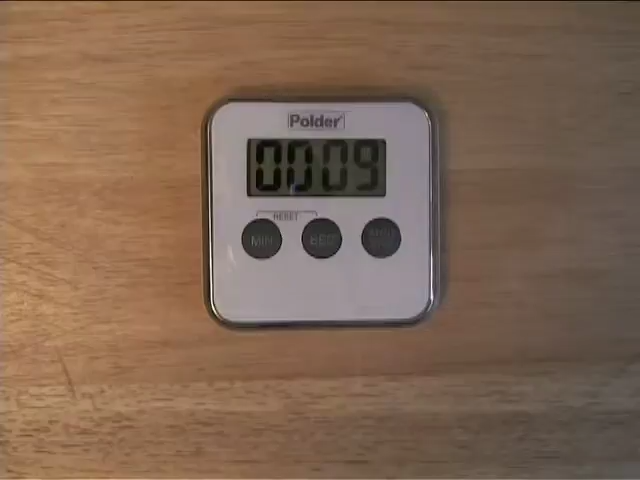 Polder
0009
RESET
MIN
SEC